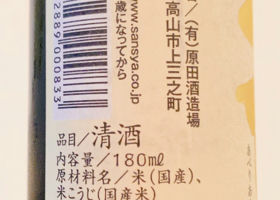 ／(有)原田酒造場
高山市上三之町
www.sansya.co.jp
歳になってから
2889000833
品目／清酒
内容量／180mℓ
原材料名／米(国産)、
米こうじ(国産米)